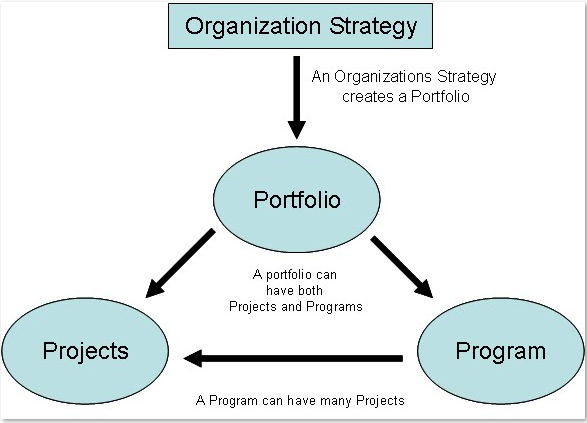 Organization Strategy
An Organizations Strategy
creates a Portfolio
Portfolio
A portfolio can
have both
Projects and Programs
Projects
Program
A Program can have many Projects